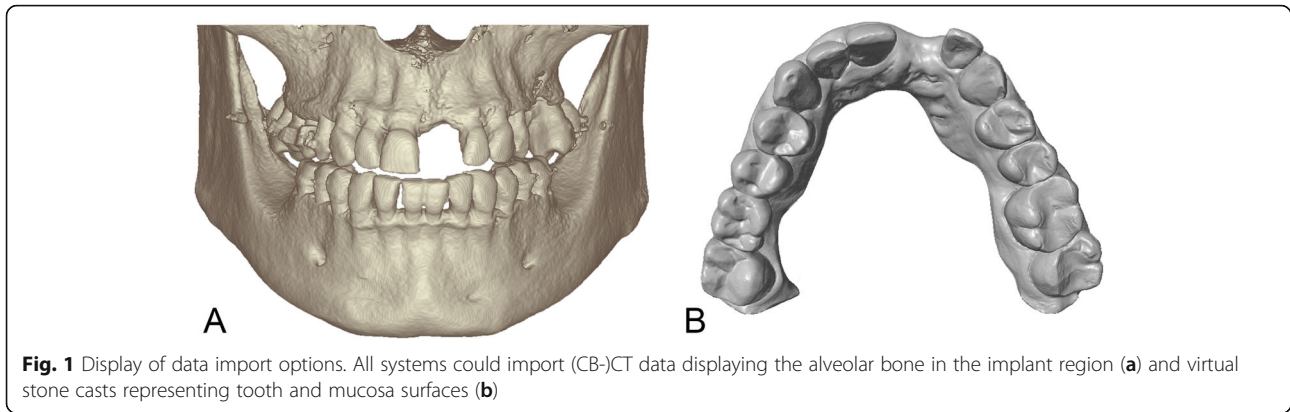 A
B
Fig. 1 Display of data import options. All systems could import (CB-)CT data displaying the alveolar bone in the implant region (a) and virtual
stone casts representing tooth and mucosa surfaces (b)